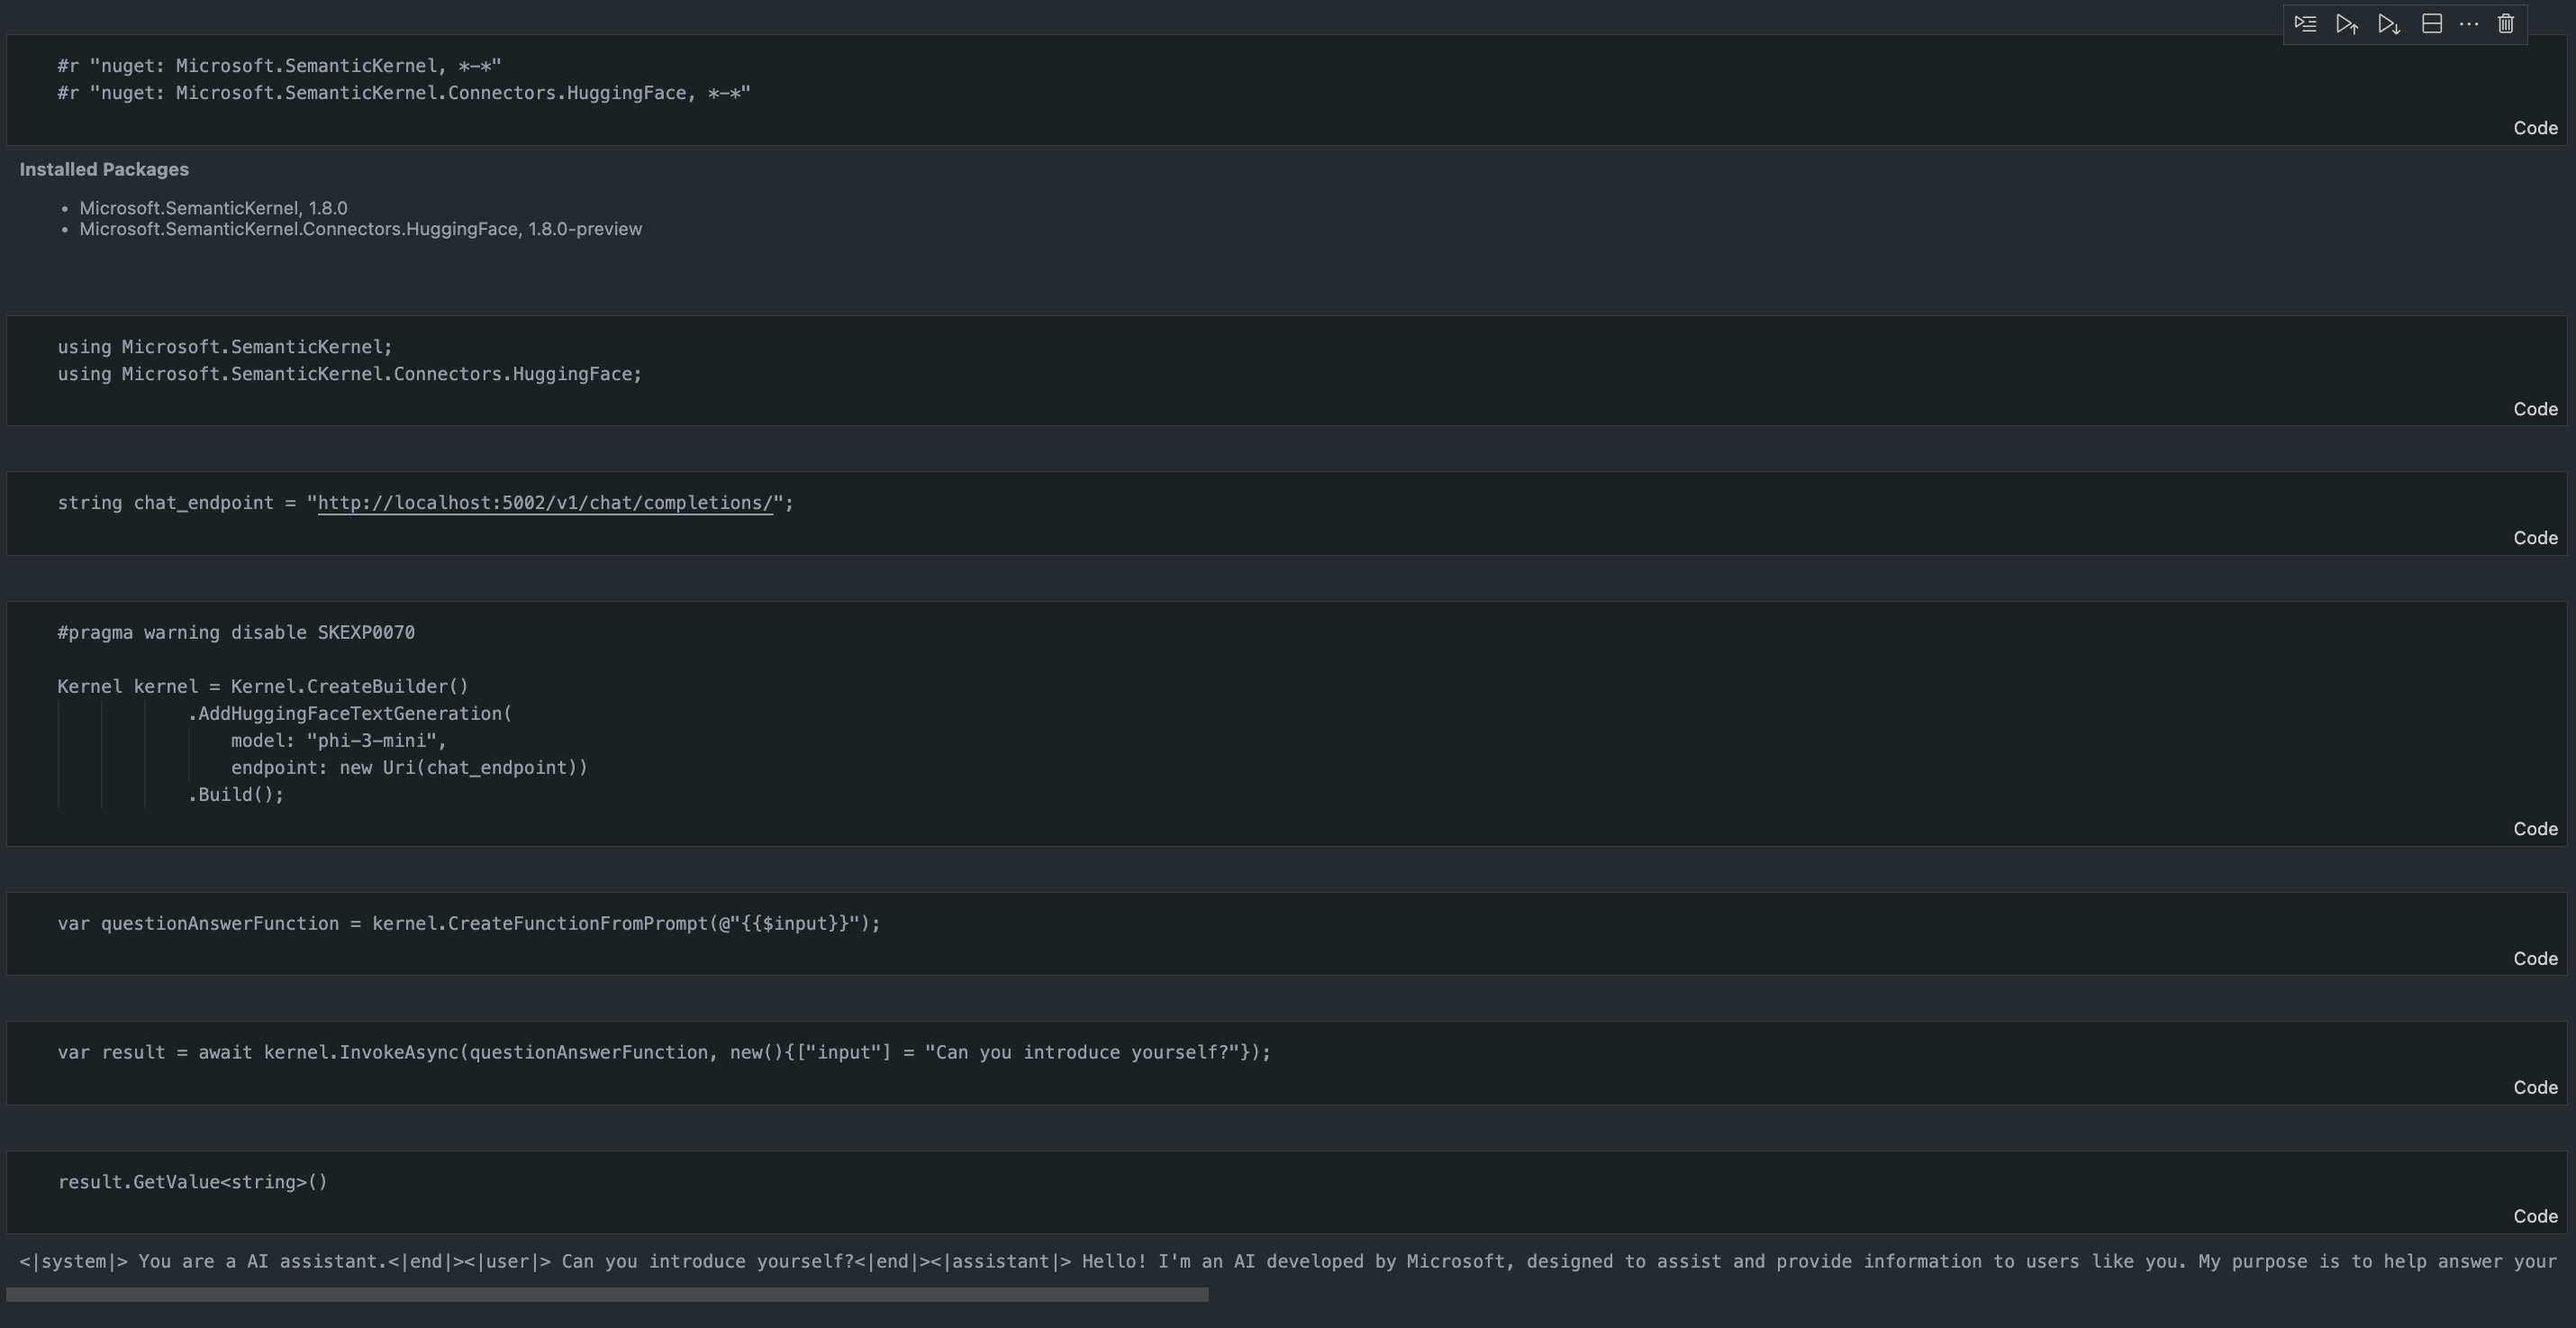 #r "nuget: Microsoft.SemanticKernel, *-*"
#r "nuget: Microsoft.SemanticKernel.Connectors.HuggingFace, *-*"
Code
Installed Packages
• Microsoft.SemanticKernel, 1.8.0
• Microsoft.SemanticKernel.Connectors.HuggingFace, 1.8.0-preview
using Microsoft.SemanticKernel;
using Microsoft.SemanticKernel.Connectors.HuggingFace;
Code
string chat_endpoint = "http://localhost:5002/v1/chat/completions/";
Code
#pragma warning disable SKEXP0070
Kernel kernel = Kernel.CreateBuilder()
            .AddHuggingFaceTextGeneration(
                model: "phi-3-mini",
                endpoint: new Uri(chat_endpoint))
            .Build();
Code
var questionAnswerFunction = kernel.CreateFunctionFromPrompt(@"{{$input}}");
Code
var result = await kernel.InvokeAsync(questionAnswerFunction, new(){["input"] = "Can you introduce yourself?"});
Code
result.GetValue<string>()
Code
<|system|> You are a AI assistant.<|end|><|user|> Can you introduce yourself?<|end|><|assistant|> Hello! I'm an AI developed by Microsoft, designed to assist and provide information to users like you. My purpose is to help answer your